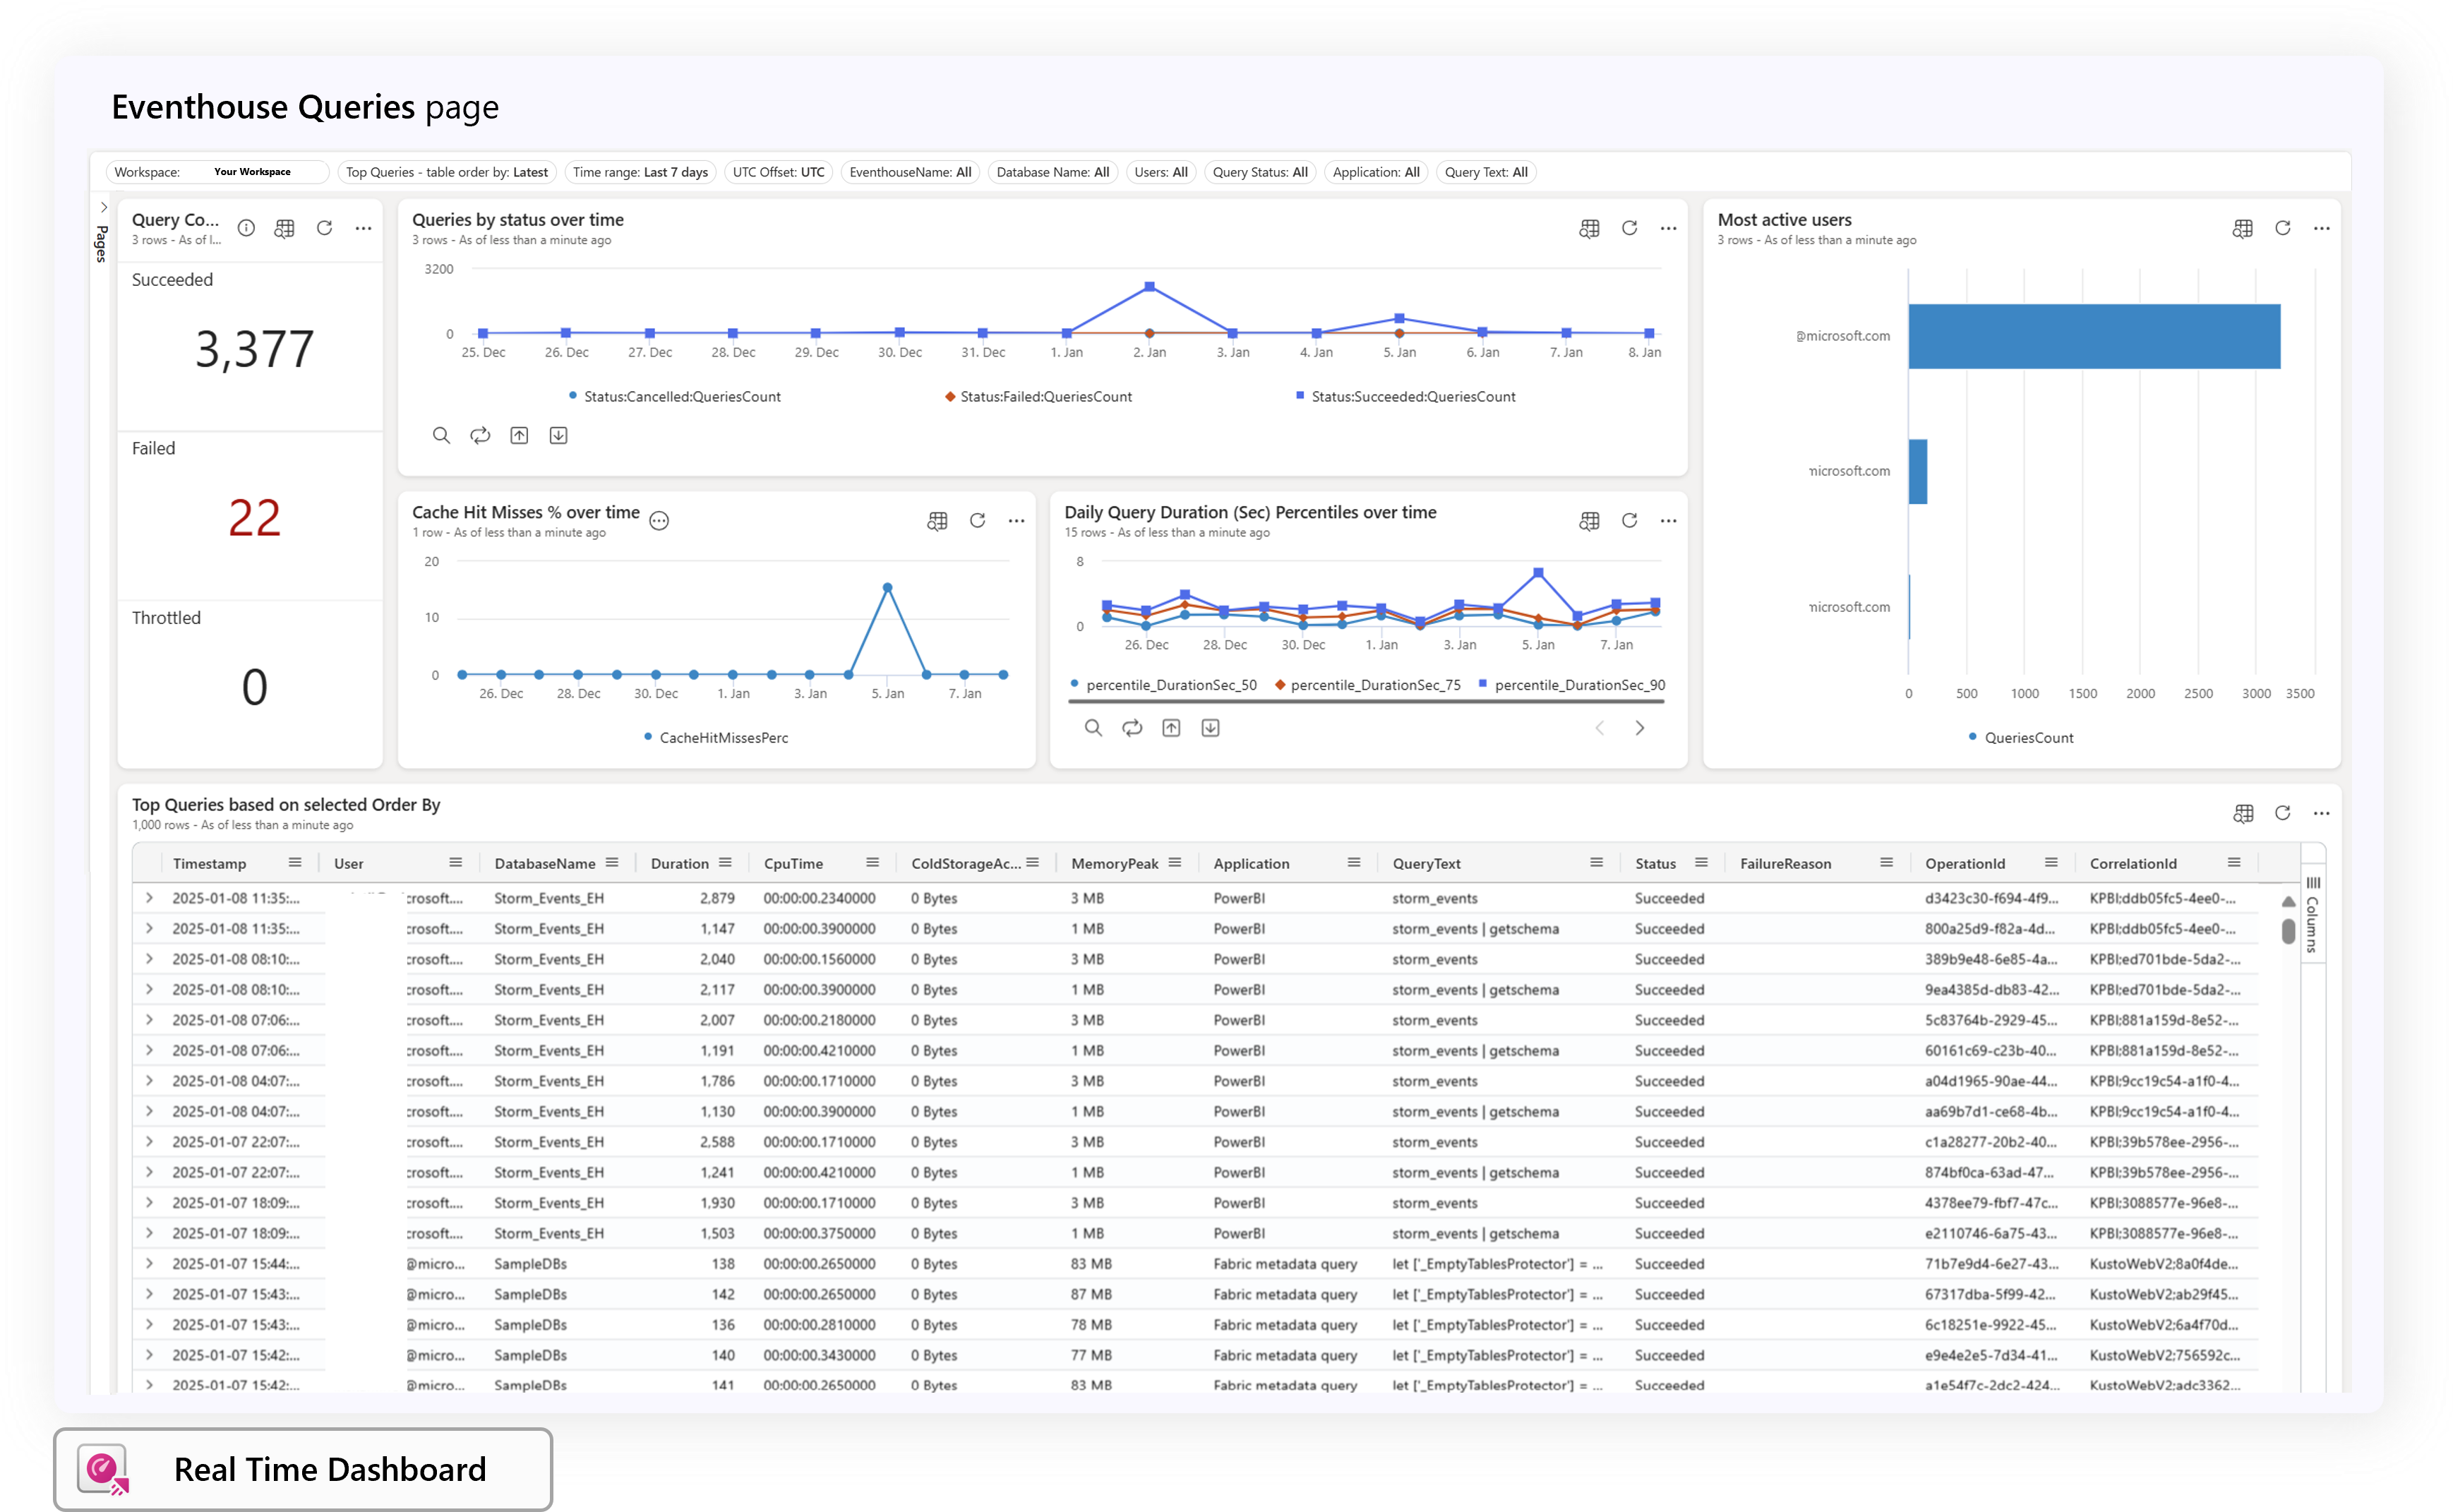 Eventhouse Queries page
Workspace: Your Workspace
Top Queries - table order by: Latest
Time range: Last 7 days
UTC Offset: UTC
EventhouseName: All
Database Name: All
Users: All
Query Status: All
Application: All
Query Text: All
Pages
Query Co...
3 rows - As of l...
Succeeded
3,377
Failed
22
Throttled
0
Queries by status over time
3 rows - As of less than a minute ago
3200
0
25. Dec 26. Dec 27. Dec 28. Dec 29. Dec 30. Dec 31. Dec 1. Jan 2. Jan 3. Jan 4. Jan 5. Jan 6. Jan 7. Jan 8. Jan
Status:Cancelled:QueriesCount Status:Failed:QueriesCount Status:Succeeded:QueriesCount
Cache Hit Misses % over time
1 row - As of less than a minute ago
20
10
0
26. Dec 28. Dec 30. Dec 1. Jan 3. Jan 5. Jan 7. Jan
CacheHitMissesPerc
Daily Query Duration (Sec) Percentiles over time
15 rows - As of less than a minute ago
8
0
26. Dec 28. Dec 30. Dec 1. Jan 3. Jan 5. Jan 7. Jan
percentile_DurationSec_50 percentile_DurationSec_75 percentile_DurationSec_90
Most active users
3 rows - As of less than a minute ago
@microsoft.com
microsoft.com
microsoft.com
0 500 1000 1500 2000 2500 3000 3500
QueriesCount
Top Queries based on selected Order By
1,000 rows - As of less than a minute ago
Timestamp User DatabaseName Duration CpuTime ColdStorageAc... MemoryPeak Application QueryText Status FailureReason OperationId CorrelationId
Columns
2025-01-08 11:35:... crosoft.... Storm_Events_EH 2,879 00:00:00.2340000 0 Bytes 3 MB PowerBI storm_events Succeeded d3423c30-f694-4f9... KPBI;ddb05fc5-4ee0-...
2025-01-08 11:35:... crosoft.... Storm_Events_EH 1,147 00:00:00.3900000 0 Bytes 1 MB PowerBI storm_events | getschema Succeeded 800a25d9-f82a-4d... KPBI;ddb05fc5-4ee0-...
2025-01-08 08:10:... crosoft.... Storm_Events_EH 2,040 00:00:00.1560000 0 Bytes 3 MB PowerBI storm_events Succeeded 389b9e48-6e85-4a... KPBI;ed701bde-5da2-...
2025-01-08 08:10:... crosoft.... Storm_Events_EH 2,117 00:00:00.3900000 0 Bytes 1 MB PowerBI storm_events | getschema Succeeded 9ea4385d-db83-42... KPBI;ed701bde-5da2-...
2025-01-08 07:06:... crosoft.... Storm_Events_EH 2,007 00:00:00.2180000 0 Bytes 3 MB PowerBI storm_events Succeeded 5c83764b-2929-45... KPBI;881a159d-8e52-...
2025-01-08 07:06:... crosoft.... Storm_Events_EH 1,191 00:00:00.4210000 0 Bytes 1 MB PowerBI storm_events | getschema Succeeded 60161c69-c23b-40... KPBI;881a159d-8e52-...
2025-01-08 04:07:... crosoft.... Storm_Events_EH 1,786 00:00:00.1710000 0 Bytes 3 MB PowerBI storm_events Succeeded a04d1965-90ae-44... KPBI;9cc19c54-a1f0-4...
2025-01-08 04:07:... crosoft.... Storm_Events_EH 1,130 00:00:00.3900000 0 Bytes 1 MB PowerBI storm_events | getschema Succeeded aa69b7d1-ce68-4b... KPBI;9cc19c54-a1f0-4...
2025-01-07 22:07:... crosoft.... Storm_Events_EH 2,588 00:00:00.1710000 0 Bytes 3 MB PowerBI storm_events Succeeded c1a28277-20b2-40... KPBI;39b578ee-2956-...
2025-01-07 22:07:... crosoft.... Storm_Events_EH 1,241 00:00:00.4210000 0 Bytes 1 MB PowerBI storm_events | getschema Succeeded 874bf0ca-63ad-47... KPBI;39b578ee-2956-...
2025-01-07 18:09:... crosoft.... Storm_Events_EH 1,930 00:00:00.1710000 0 Bytes 3 MB PowerBI storm_events Succeeded 4378ee79-fbf7-47c... KPBI;3088577e-96e8-...
2025-01-07 18:09:... crosoft.... Storm_Events_EH 1,503 00:00:00.3750000 0 Bytes 1 MB PowerBI storm_events | getschema Succeeded e2110746-6a75-43... KPBI;3088577e-96e8-...
2025-01-07 15:44:... @micro... SampleDBs 138 00:00:00.2650000 0 Bytes 83 MB Fabric metadata query let ['_EmptyTablesProtector'] = ... Succeeded 71b7e9d4-6e27-43... KustoWebV2;8a0f4de...
2025-01-07 15:43:... @micro... SampleDBs 142 00:00:00.2650000 0 Bytes 87 MB Fabric metadata query let ['_EmptyTablesProtector'] = ... Succeeded 67317dba-5f99-42... KustoWebV2;ab29f45...
2025-01-07 15:43:... @micro... SampleDBs 136 00:00:00.2810000 0 Bytes 78 MB Fabric metadata query let ['_EmptyTablesProtector'] = ... Succeeded 6c18251e-9922-45... KustoWebV2;6a4f70d...
2025-01-07 15:42:... @micro... SampleDBs 140 00:00:00.3430000 0 Bytes 77 MB Fabric metadata query let ['_EmptyTablesProtector'] = ... Succeeded e9e4e2e5-7d34-41... KustoWebV2;756592c...
2025-01-07 15:42:... @micro... SampleDBs 141 00:00:00.2650000 0 Bytes 83 MB Fabric metadata query let ['_EmptyTablesProtector'] = ... Succeeded a1e54f7c-2dc2-424... KustoWebV2;adc3362...
Real Time Dashboard